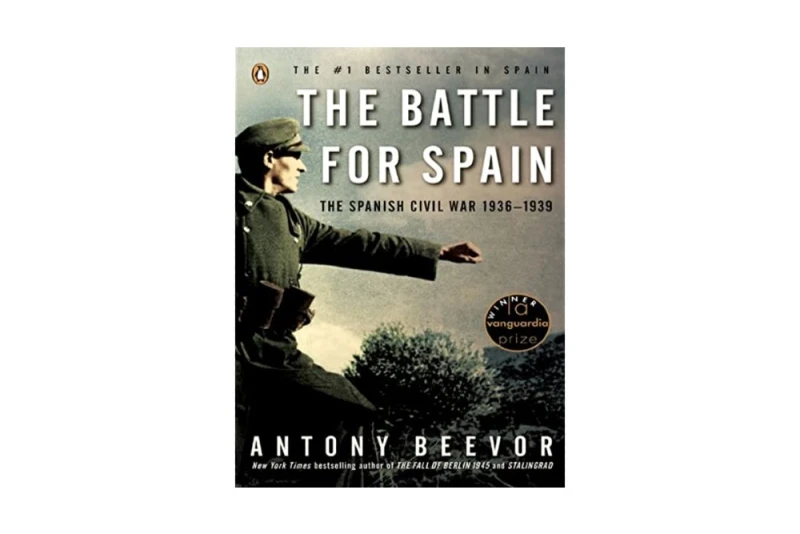 THE #1 BESTSELLER IN SPAIN
THE BATTLE
FOR SPAIN
THE SPANISH CIVIL WAR 1936–1939
WINNER
la
vanguardia
prize
ANTONY BEEVOR
New York Times bestselling author of THE FALL OF BERLIN 1945 and STALINGRAD